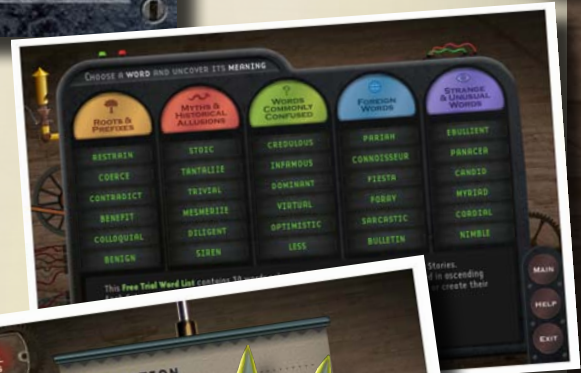 CHOOSE A WORD AND UNCOVER ITS MEANING
ROOTS & PREFIXES
RESTRAIN
COERCE
CONTRADICT
BENEFIT
COLLOQUIAL
BENIGN
MYTHS & HISTORICAL ALLUSIONS
STOIC
TANTALIZE
TRIVIAL
MESMERIZE
DILIGENT
SIREN
?
WORDS COMMONLY CONFUSED
CREDULOUS
INFAMOUS
DOMINANT
VIRTUAL
OPTIMISTIC
LESS
FOREIGN WORDS
PARIAH
CONNOISSEUR
FIESTA
FORAY
SARCASTIC
BULLETIN
STRANGE & UNUSUAL WORDS
EBULLIENT
PANACEA
CANDID
MYRIAD
CORDIAL
NIMBLE
This Free Trial Word List contains 30
Stories.
in ascending
create their
MAIN
HELP
EXIT